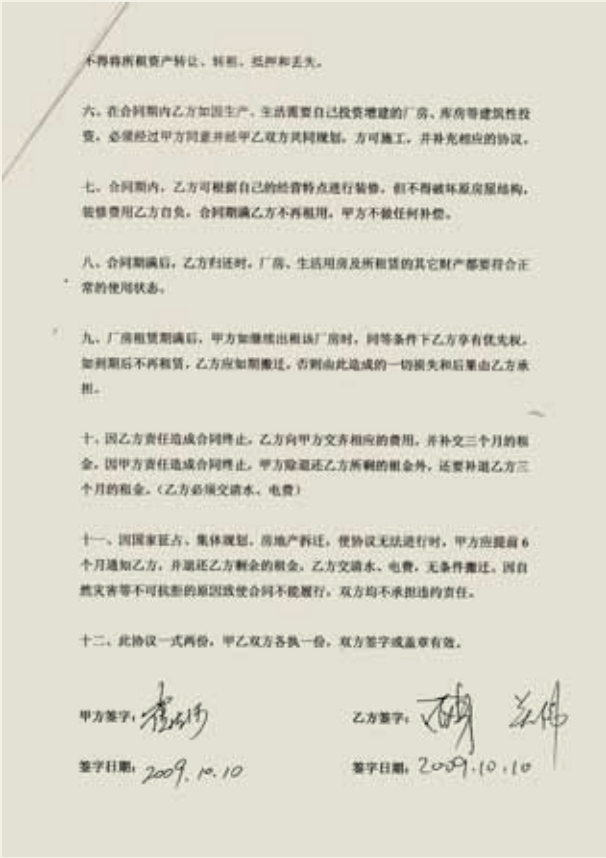 不得将所租资产转让、转租、抵押和丢失。
六、在合同期内乙方如因生产、生活需要自己投资增建的厂房、库房等建筑性投
资，必须经过甲方同意并经甲乙双方共同规划，方可施工，并补充相应的协议。
七、合同期内，乙方可根据自己的经营特点进行装修，但不得破坏原房屋结构，
装修费用乙方自负，合同期满乙方不再租用，甲方不做任何补偿。
八、合同期满后，乙方归还时，厂房、生活用房及所租赁的其它财产都要符合正
常的使用状态。
九、厂房租赁期满后，甲方如继续出租该厂房时，同等条件下乙方享有优先权。
如到期后不再租赁，乙方应如期搬迁，否则由此造成的一切损失和后果由乙方承
担。
十、因乙方责任造成合同终止，乙方向甲方交齐相应的费用，并补交三个月的租
金。因甲方责任造成合同终止，甲方除退还乙方所剩的租金外，还要补退乙方三
个月的租金。（乙方必须交清水、电费）
十一、因国家征占、集体规划，房地产拆迁，使协议无法进行时，甲方应提前6
个月通知乙方，并退还乙方剩余的租金，乙方交清水、电费，无条件搬迁。因自
然灾害等不可抗拒的原因致使合同不能履行，双方均不承担违约责任。
十二、此协议一式两份，甲乙双方各执一份，双方签字或盖章有效。
甲方签字： 乙方签字：
签字日期：2009.10.10 签字日期：2009.10.10